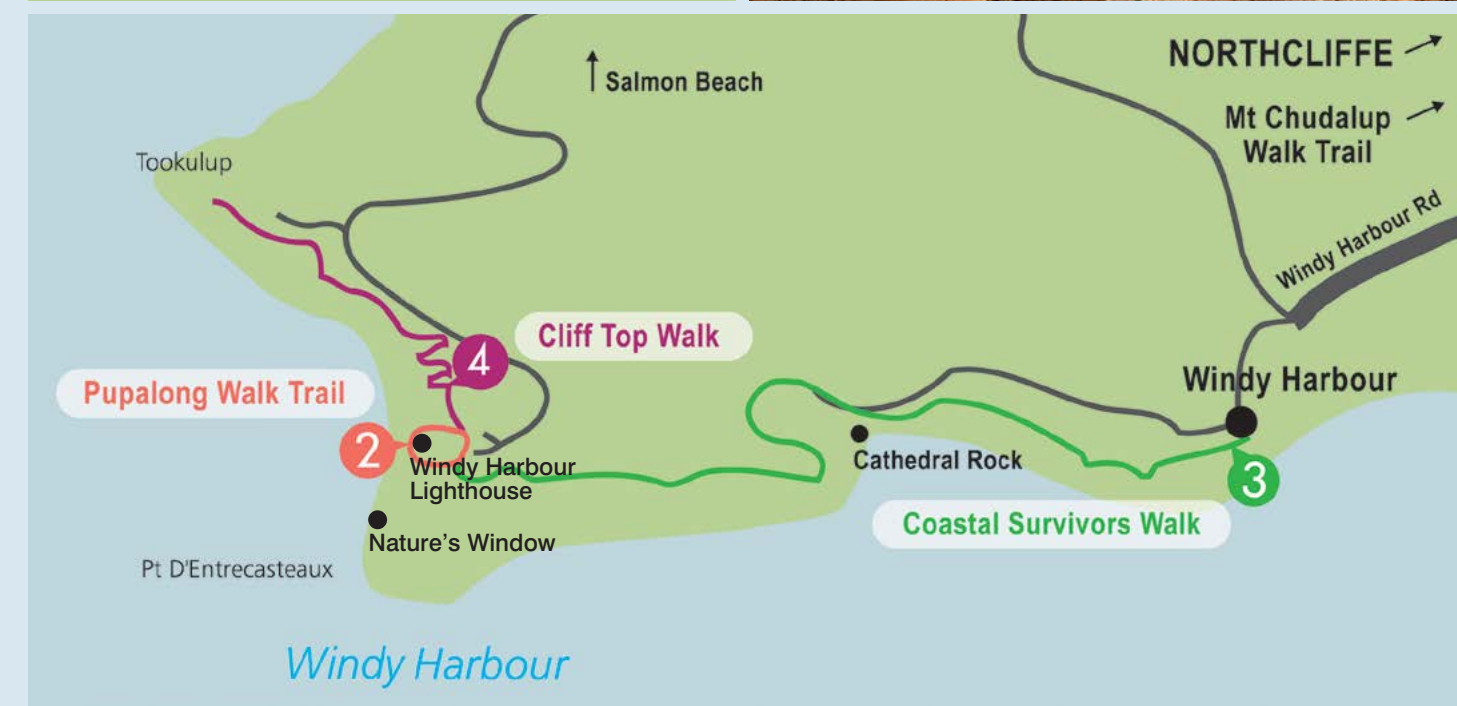 NORTHCLIFFE
Salmon Beach
Mt Chudalup
Walk Trail
Tookulup
Windy Harbour Rd
Cliff Top Walk
4
Pupalong Walk Trail
Windy Harbour
2
Windy Harbour
Lighthouse
Cathedral Rock
3
Coastal Survivors Walk
Nature's Window
Pt D'Entrecasteaux
Windy Harbour